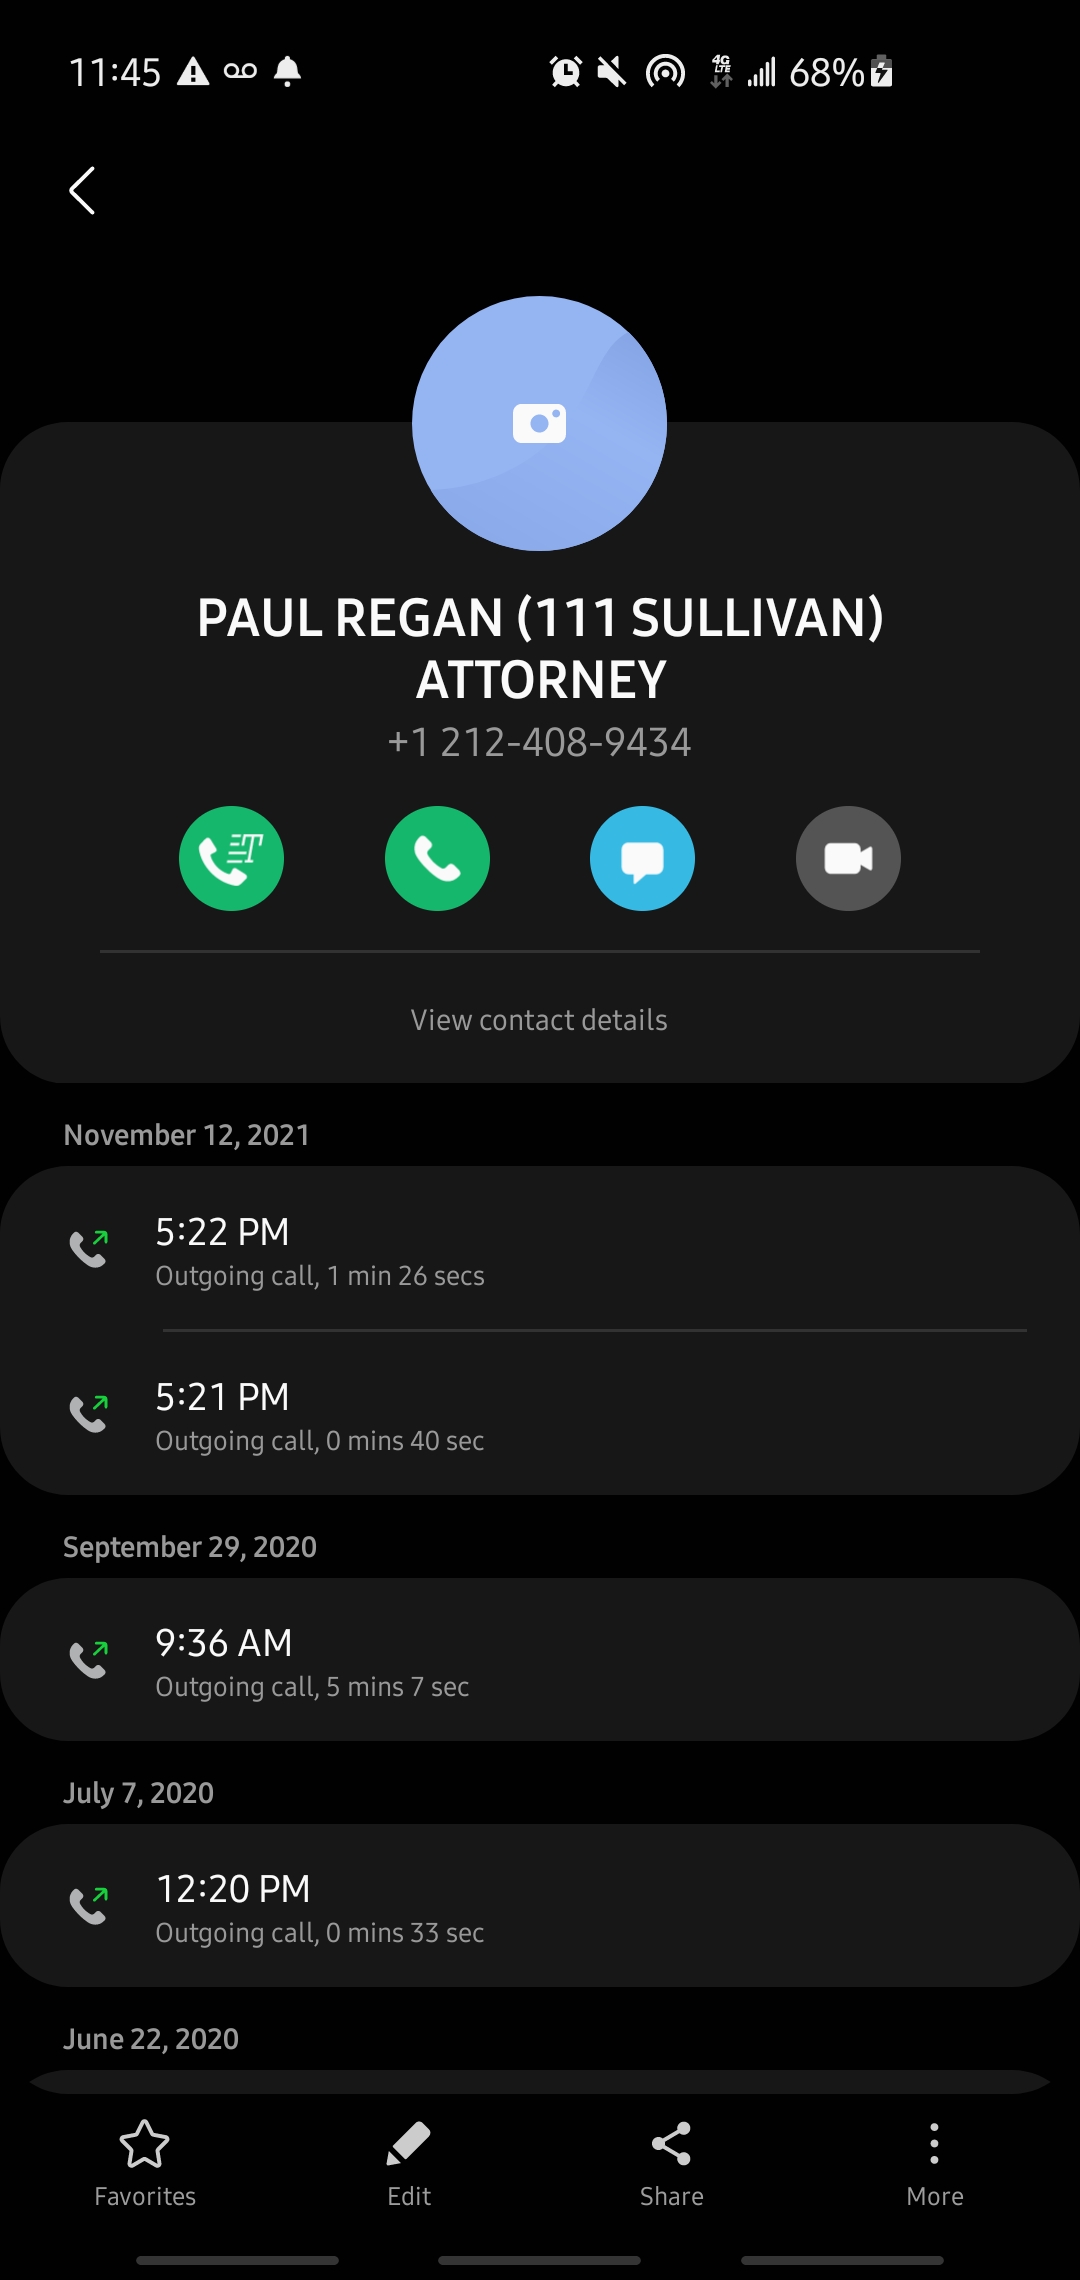 11:45 4G LTE 68%
PAUL REGAN (111 SULLIVAN)
ATTORNEY
+1 212-408-9434
T
View contact details
November 12, 2021
5:22 PM
Outgoing call, 1 min 26 secs
5:21 PM
Outgoing call, 0 mins 40 sec
September 29, 2020
9:36 AM
Outgoing call, 5 mins 7 sec
July 7, 2020
12:20 PM
Outgoing call, 0 mins 33 sec
June 22, 2020
Favorites Edit Share More